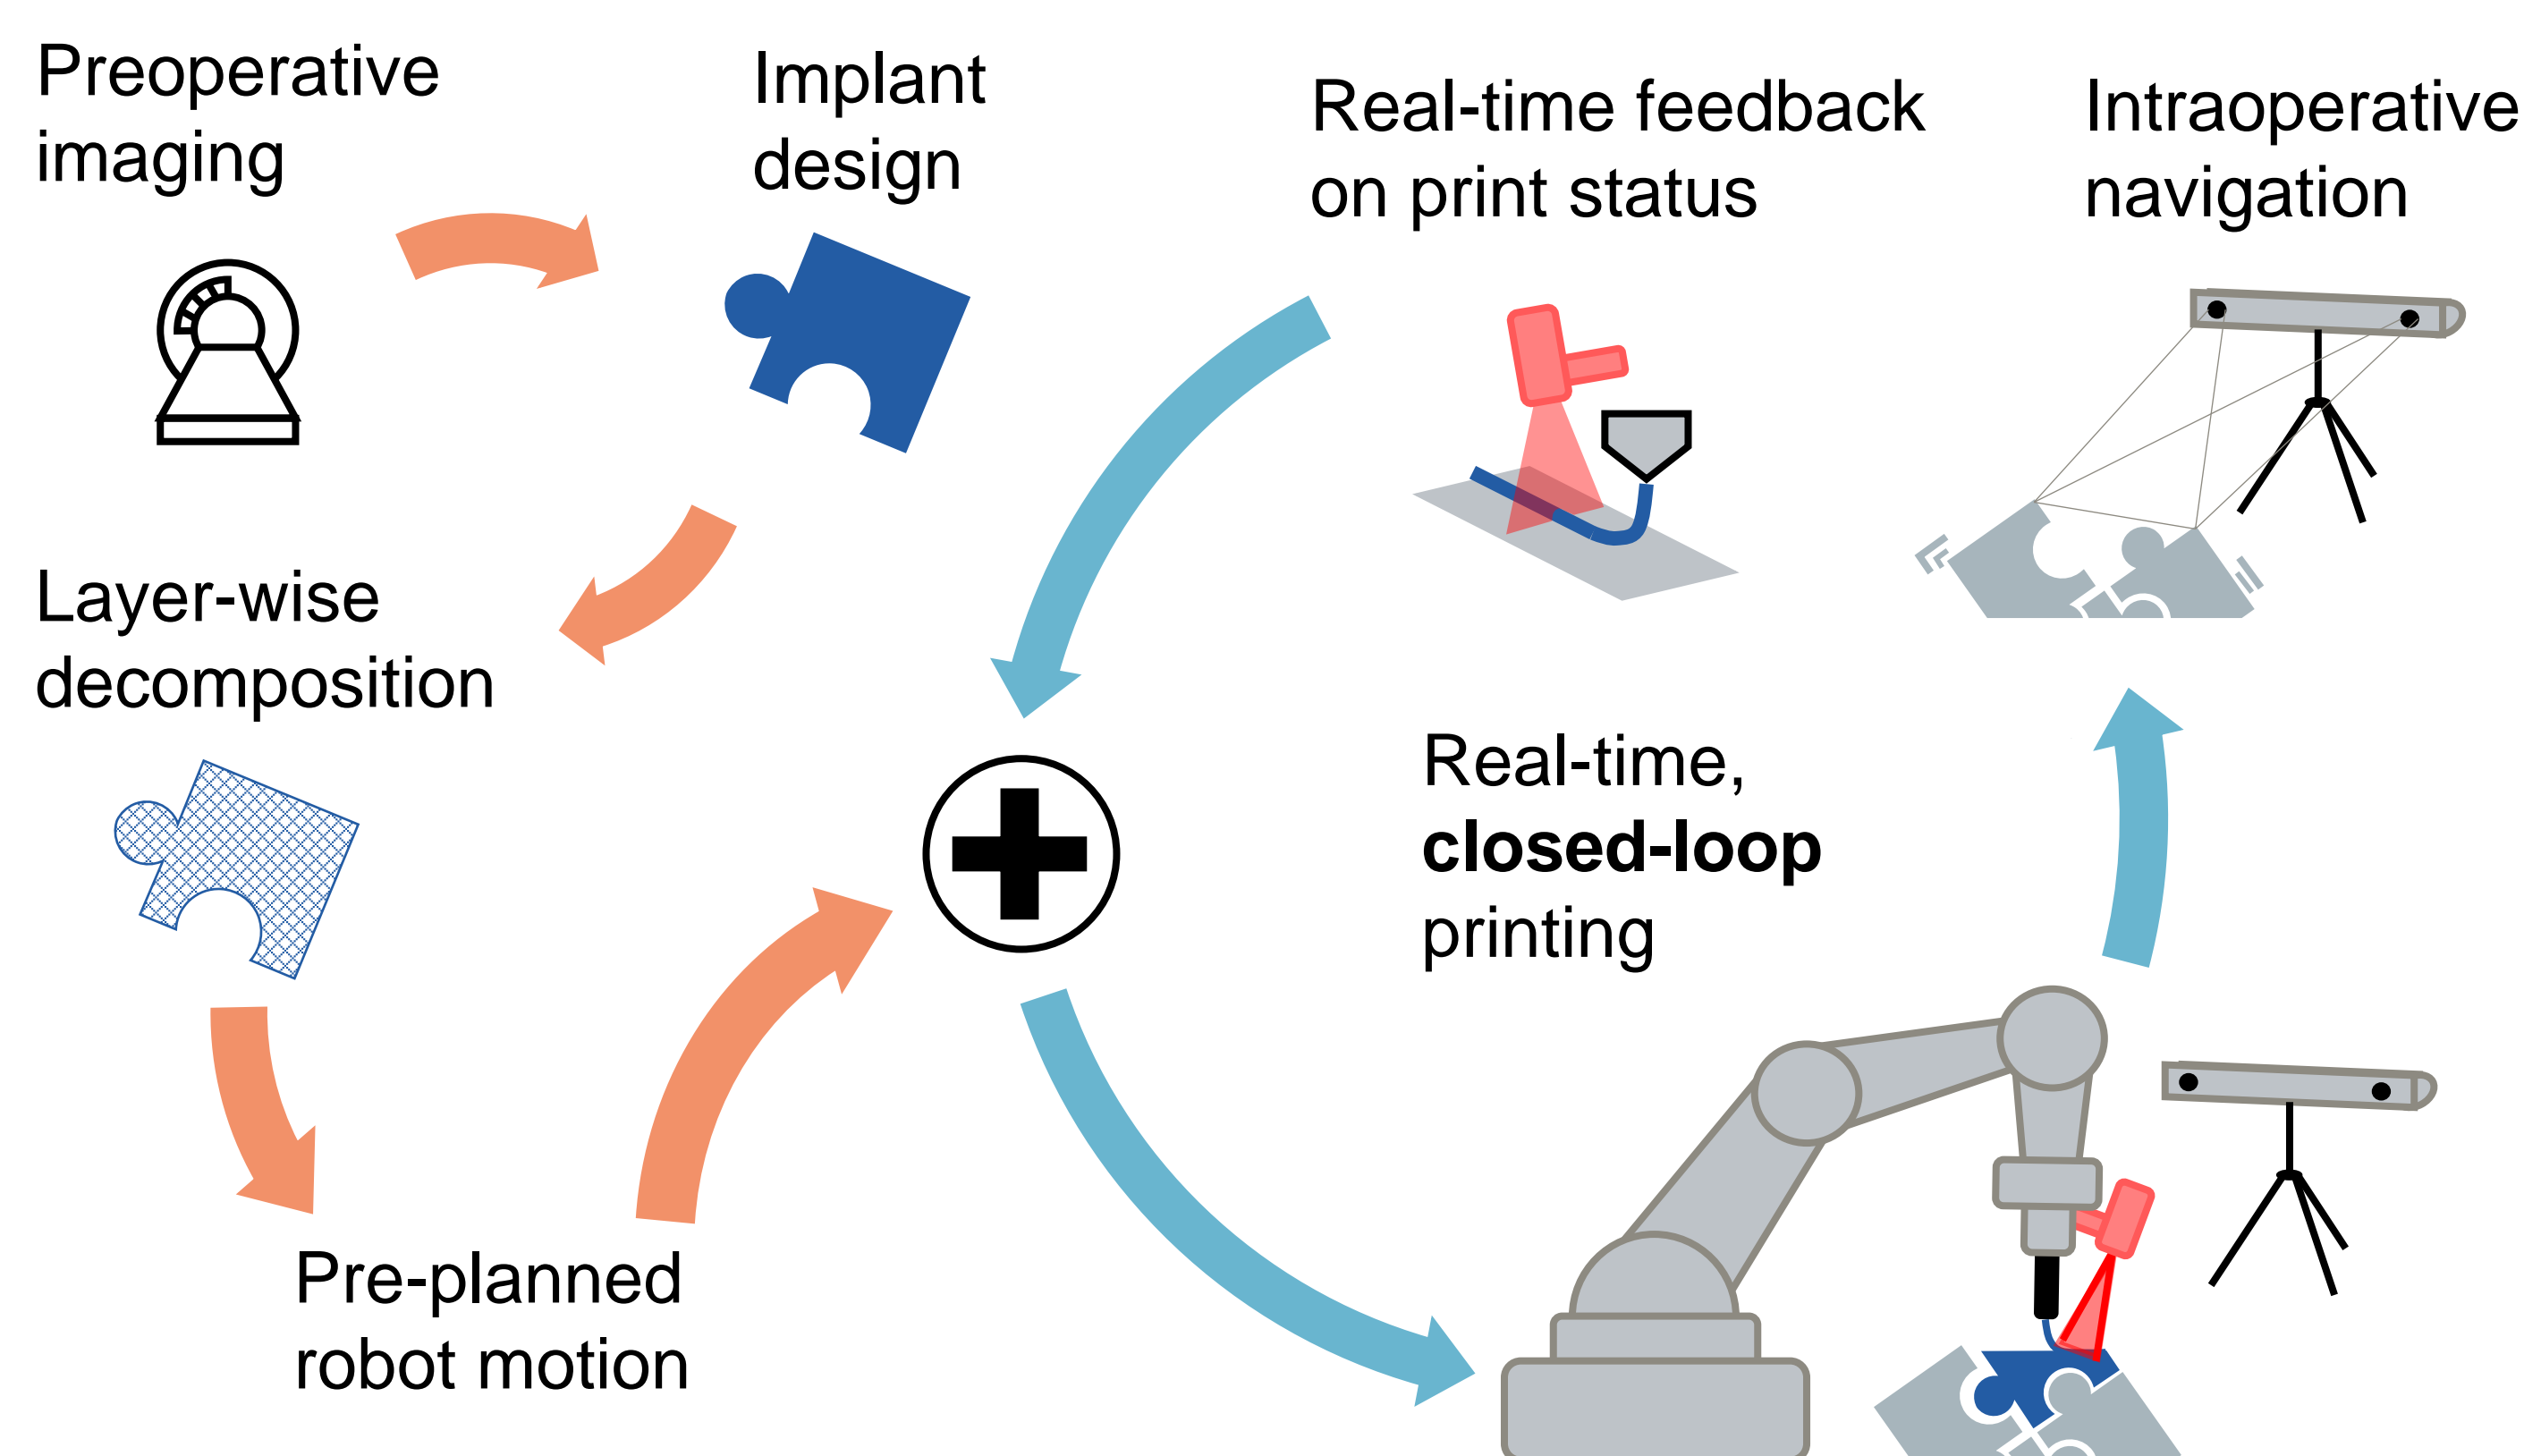 Preoperative
imaging
Implant
design
Real-time feedback
on print status
Intraoperative
navigation
Layer-wise
decomposition
Real-time,
closed-loop
printing
Pre-planned
robot motion